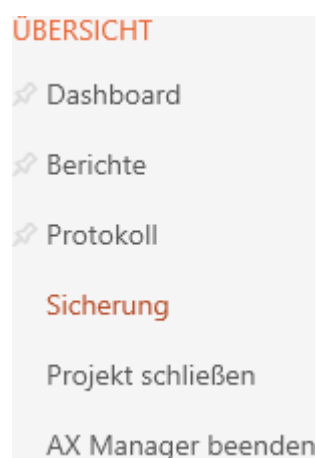 ÜBERSICHT
Dashboard
Berichte
Protokoll
Sicherung
Projekt schließen
AX Manager beenden